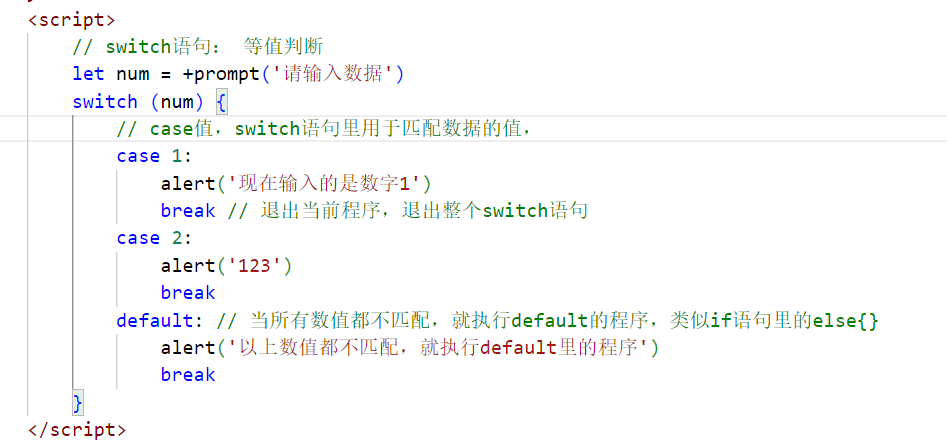 <script>
// switch语句： 等值判断
let num = +prompt('请输入数据')
switch (num) {
// case值，switch语句里用于匹配数据的值，
case 1:
alert('现在输入的是数字1')
break // 退出当前程序，退出整个switch语句
case 2:
alert('123')
break
default: // 当所有数值都不匹配，就执行default的程序，类似if语句里的else{}
alert('以上数值都不匹配，就执行default里的程序')
break
}
</script>